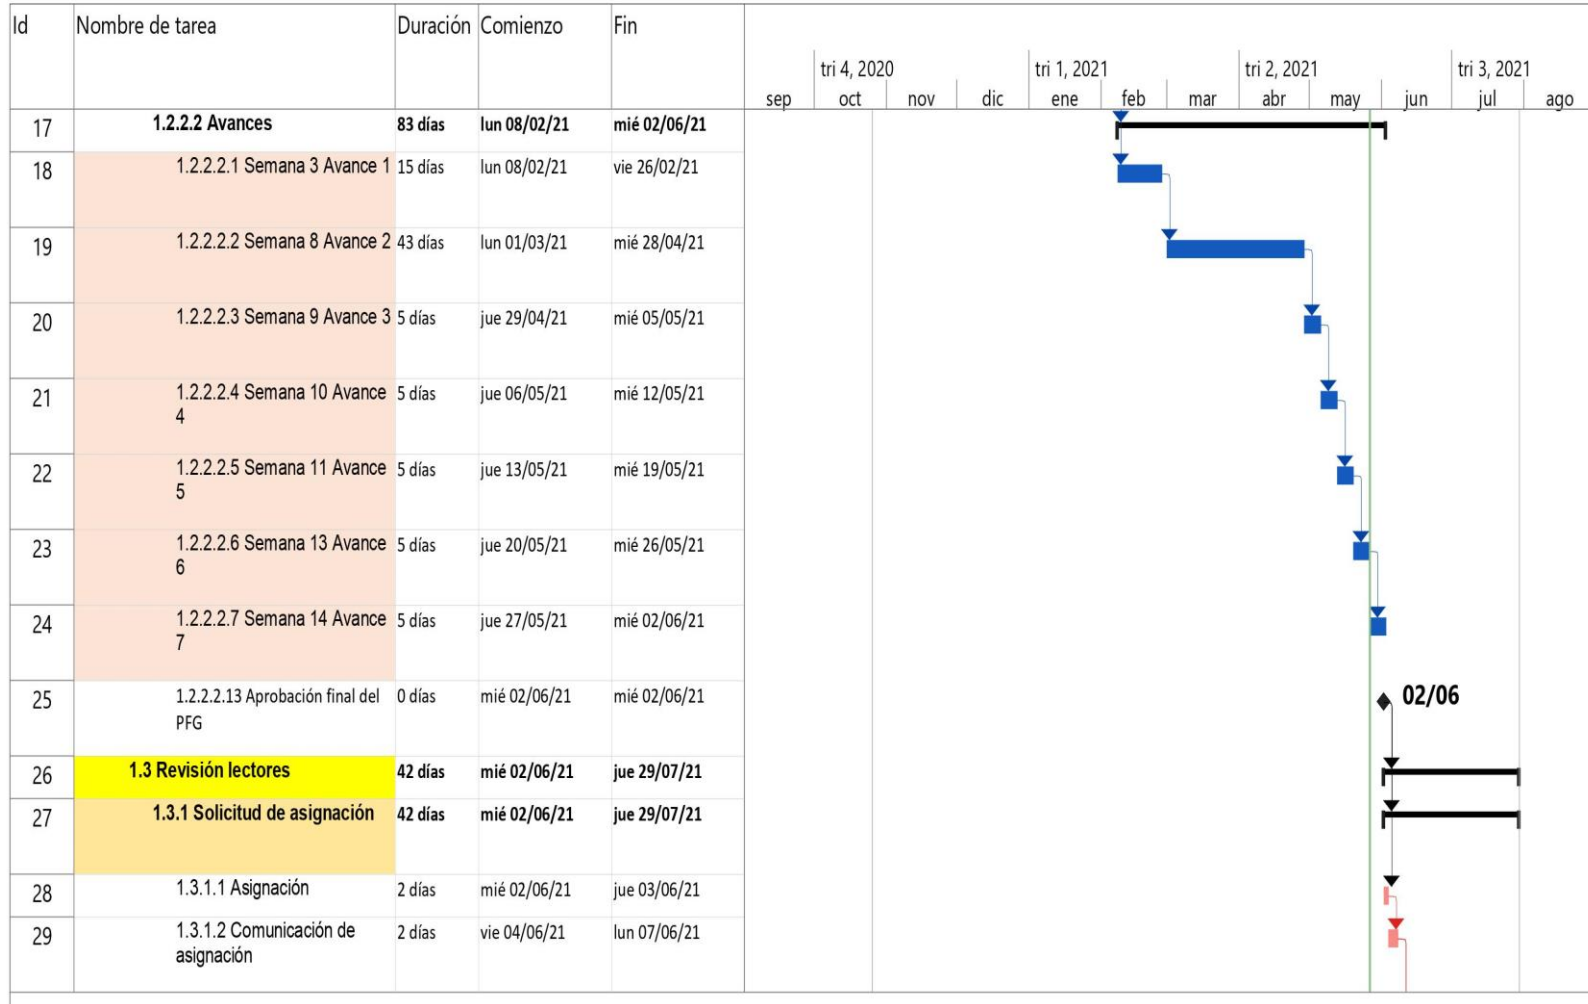 Id Nombre de tarea Duración Comienzo Fin
tri 4, 2020 tri 1, 2021 tri 2, 2021 tri 3, 2021
sep oct nov dic ene feb mar abr may jun jul ago
17 1.2.2.2 Avances 83 días lun 08/02/21 mié 02/06/21
18 1.2.2.2.1 Semana 3 Avance 1 15 días lun 08/02/21 vie 26/02/21
19 1.2.2.2.2 Semana 8 Avance 2 43 días lun 01/03/21 mié 28/04/21
20 1.2.2.2.3 Semana 9 Avance 3 5 días jue 29/04/21 mié 05/05/21
21 1.2.2.2.4 Semana 10 Avance 5 días jue 06/05/21 mié 12/05/21
4
22 1.2.2.2.5 Semana 11 Avance 5 días jue 13/05/21 mié 19/05/21
5
23 1.2.2.2.6 Semana 13 Avance 5 días jue 20/05/21 mié 26/05/21
6
24 1.2.2.2.7 Semana 14 Avance 5 días jue 27/05/21 mié 02/06/21
7
25 1.2.2.2.13 Aprobación final del 0 días mié 02/06/21 mié 02/06/21 02/06
PFG
26 1.3 Revisión lectores 42 días mié 02/06/21 jue 29/07/21
27 1.3.1 Solicitud de asignación 42 días mié 02/06/21 jue 29/07/21
28 1.3.1.1 Asignación 2 días mié 02/06/21 jue 03/06/21
29 1.3.1.2 Comunicación de 2 días vie 04/06/21 lun 07/06/21
asignación